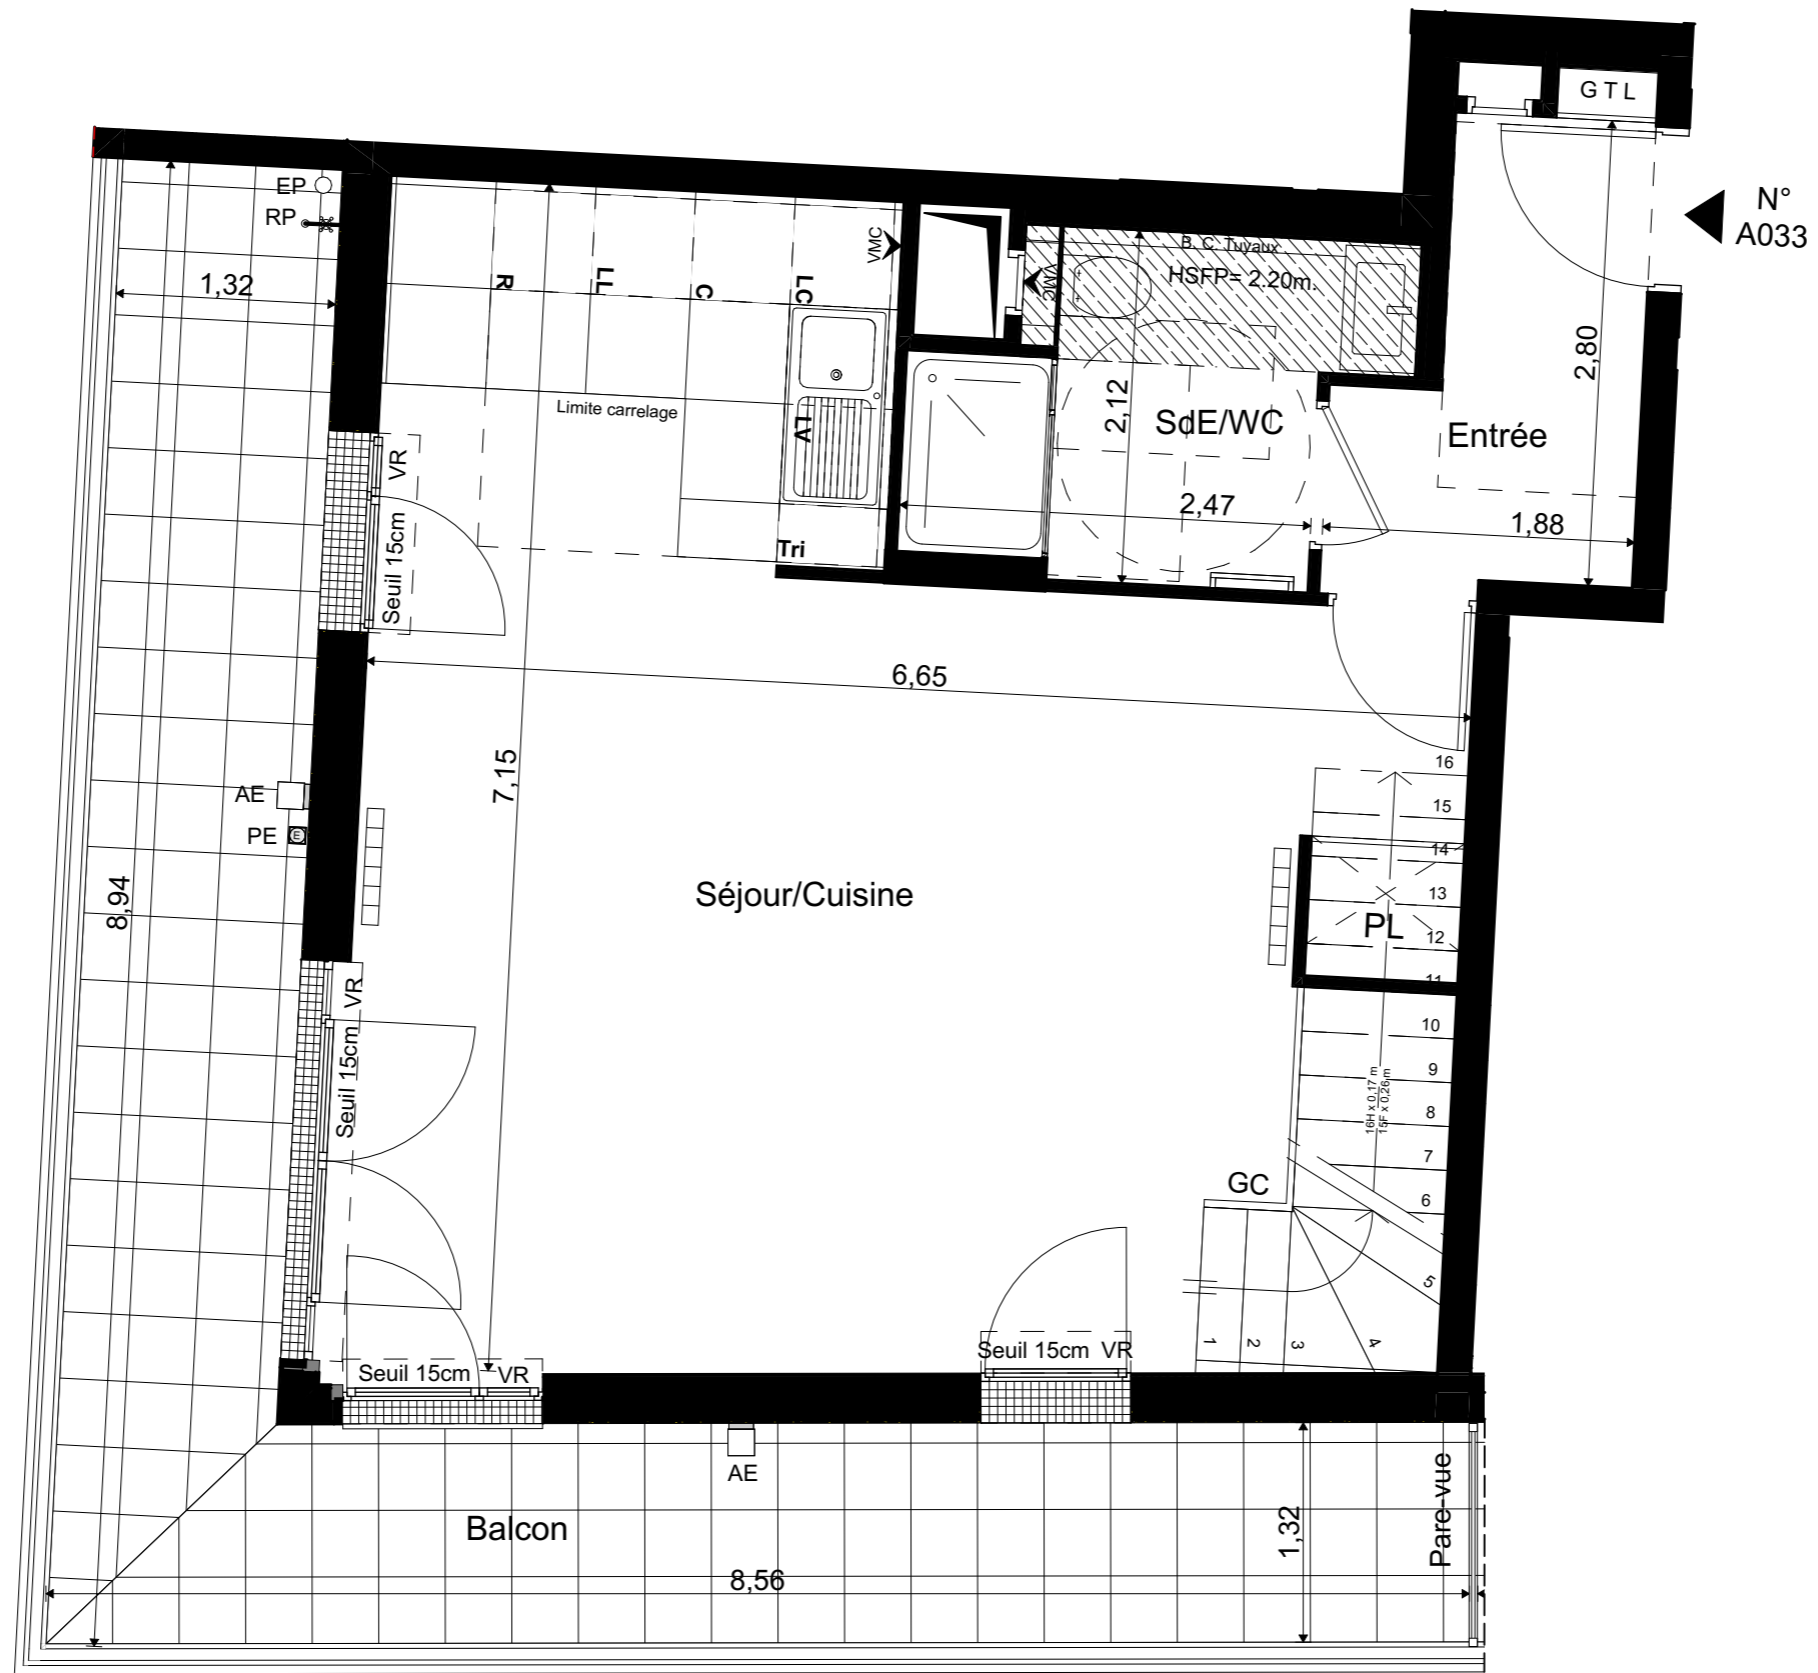 GTL
N°
A033
EP
RP
1,32
R
LL
C
LC
VMC
VMC
B. C. Tuyaux
HSFP= 2.20m.
2,80
Limite carrelage
LV
2,12
SdE/WC
Entrée
VR
Seuil 15cm
2,47
1,88
Tri
6,65
7,15
AE
PE
E
8,94
Séjour/Cuisine
16
15
14
13
PL
12
11
10
9
8
7
6
5
4
3
2
1
16H x 0,17 m
15F x 0,26 m
VR
Seuil 15cm
GC
Seuil 15cm VR
Seuil 15cm VR
AE
Balcon
1,32
Pare-vue
8,56